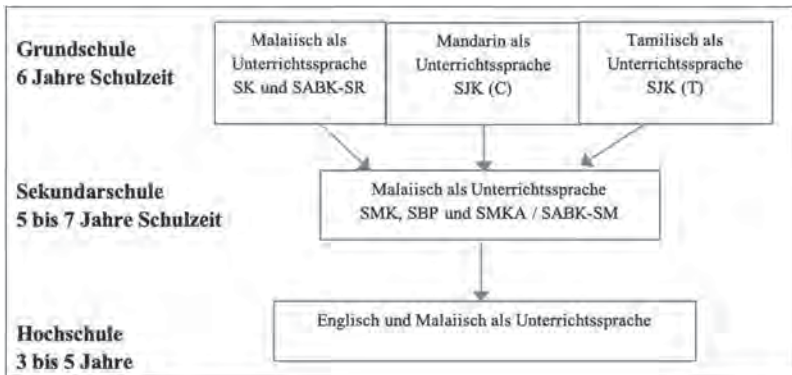 Grundschule
6 Jahre Schulzeit
Malaiisch als
Unterrichtssprache
SK und SABK-SR
Mandarin als
Unterrichtssprache
SJK (C)
Tamilisch als
Unterrichtssprache
SJK (T)
Sekundarschule
5 bis 7 Jahre Schulzeit
Malaiisch als Unterrichtssprache
SMK, SBP und SMKA / SABK-SM
Hochschule
3 bis 5 Jahre
Englisch und Malaiisch als Unterrichtssprache